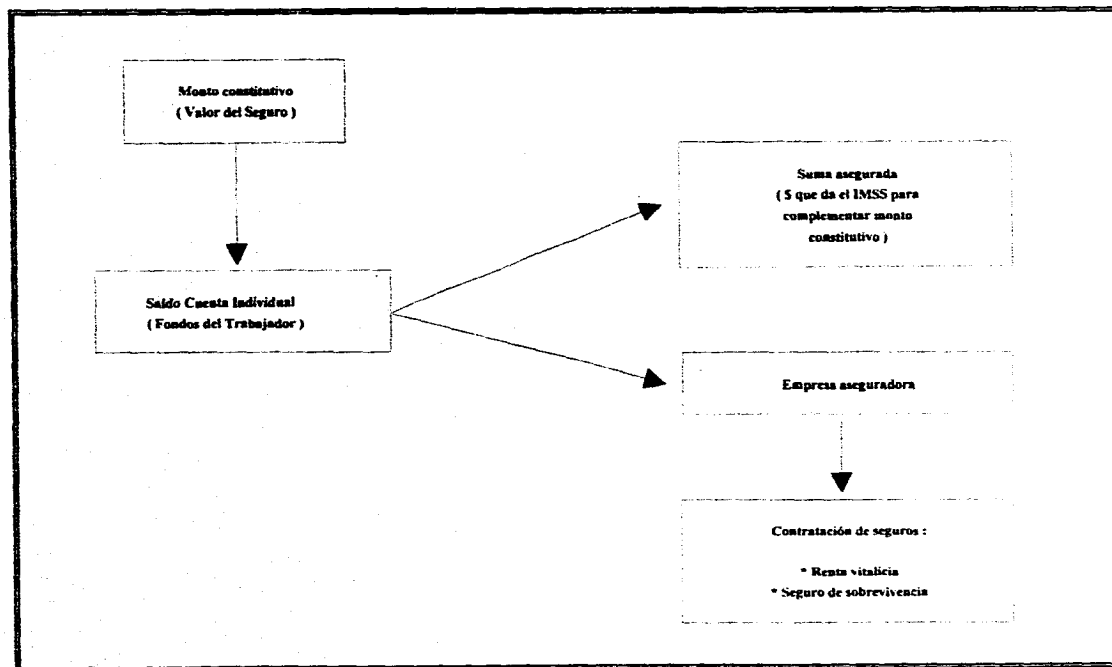 Monto constitutivo
( Valor del Seguro )
Saldo Cuenta Individual
( Fondos del Trabajador )
Suma asegurada
( $ que da el IMSS para
complementar monto
constitutivo )
Empresa aseguradora
Contratación de seguros :
* Renta vitalicia
* Seguro de sobrevivencia